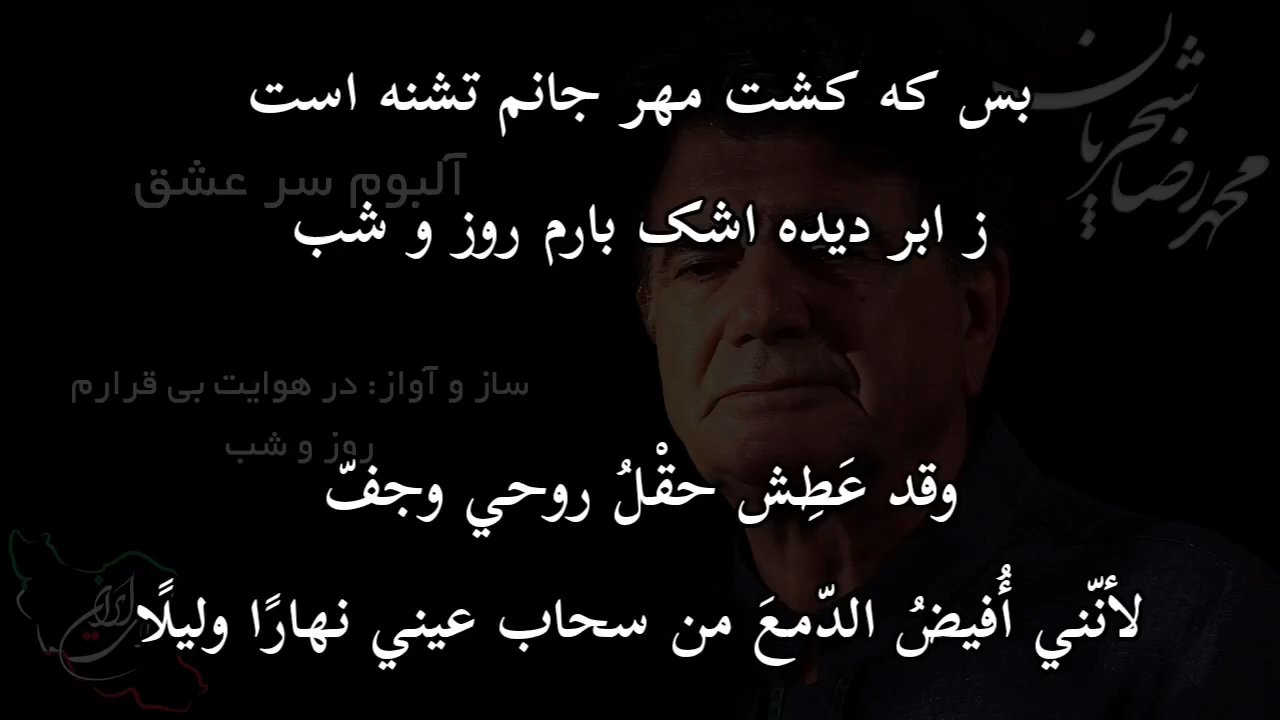 بس که کشت مهر جانم تشنه است
محمدرضا شجریان
آلبوم سر عشق
ز ابر دیده اشک بارم روز و شب
ساز و آواز: در هوایت بی قرارم
روز و شب
وقد عَطِش حقْلُ روحي وجفّ
لأنّني أُفيضُ الدّمعَ من سحاب عيني نهارًا وليلًا
ایران